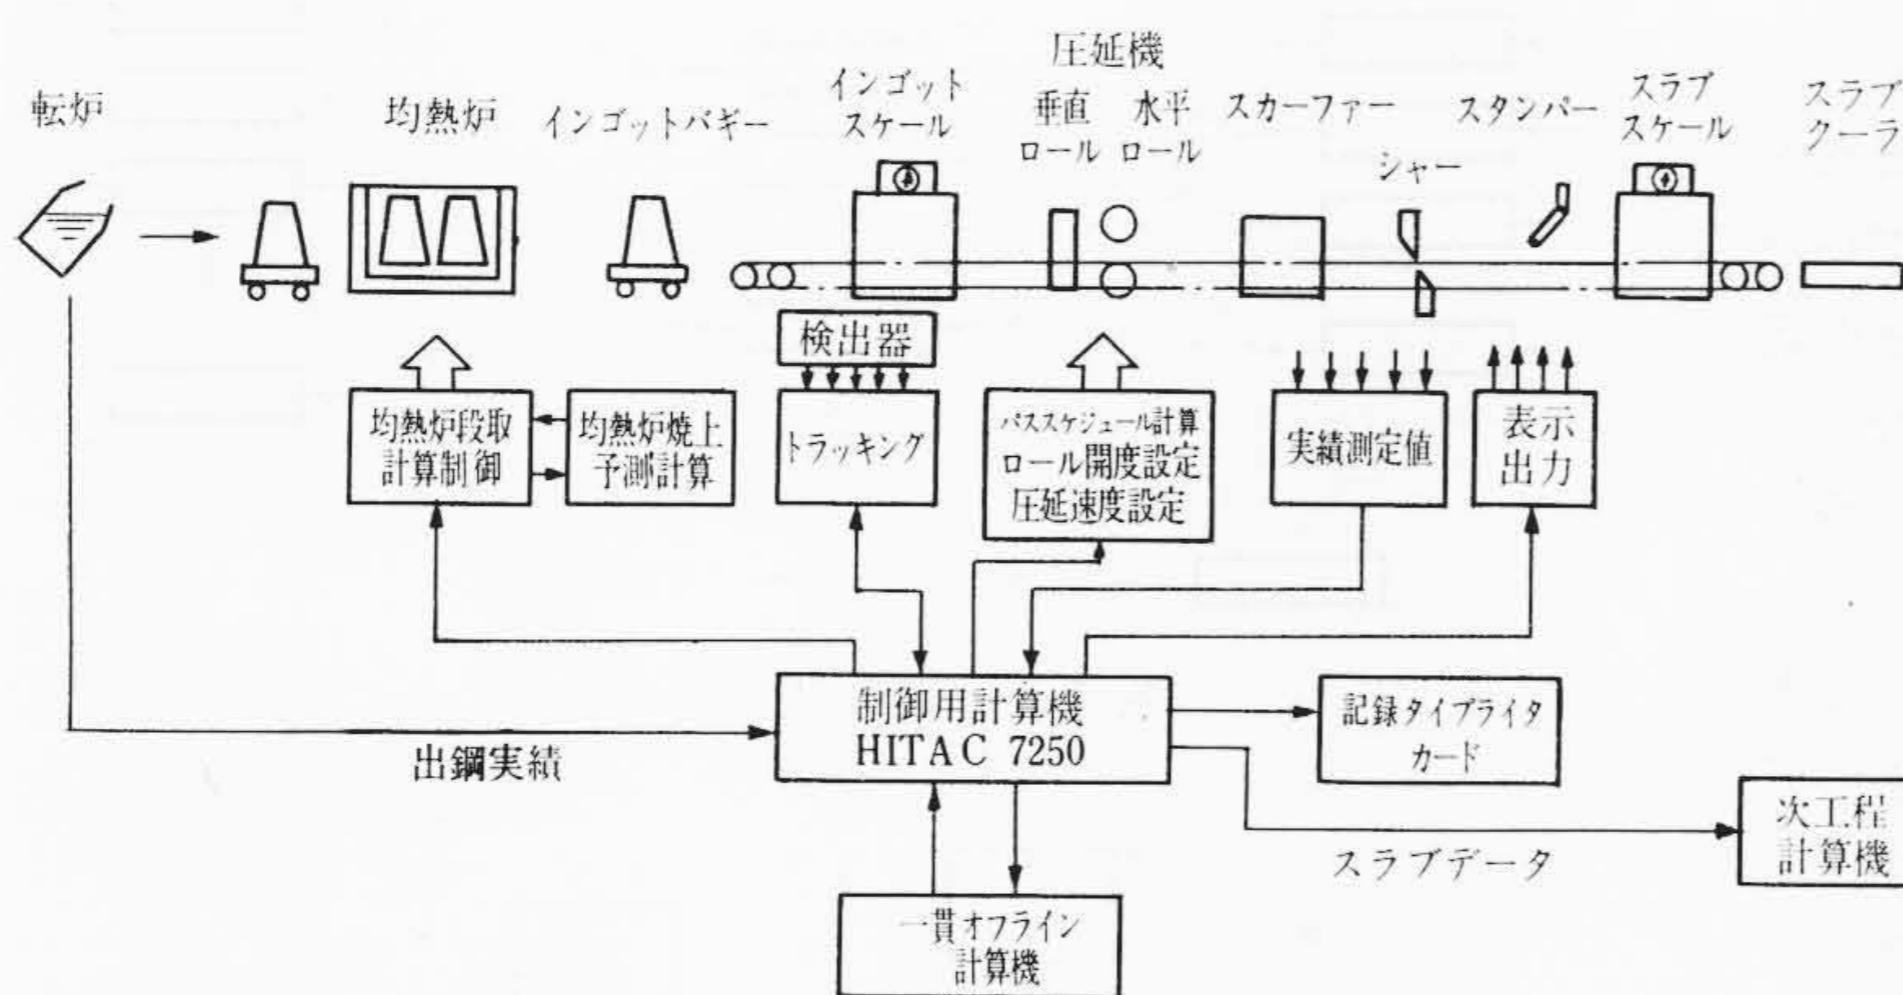 圧延機
転炉
均熱炉
インゴットバギー
インゴット
スケール
垂直
ロール
水平
ロール
スカーファー
シャー
スタンパー
スラブ
スケール
スラブ
クーラ
検出器
均熱炉段取
計算制御
均熱炉焼上
予測計算
トラッキング
パススケジュール計算
ロール開度設定
圧延速度設定
実績測定値
表示
出力
制御用計算機
HITAC 7250
記録タイプライタ
カード
出鋼実績
スラブデータ
次工程
計算機
一貫オフライン
計算機